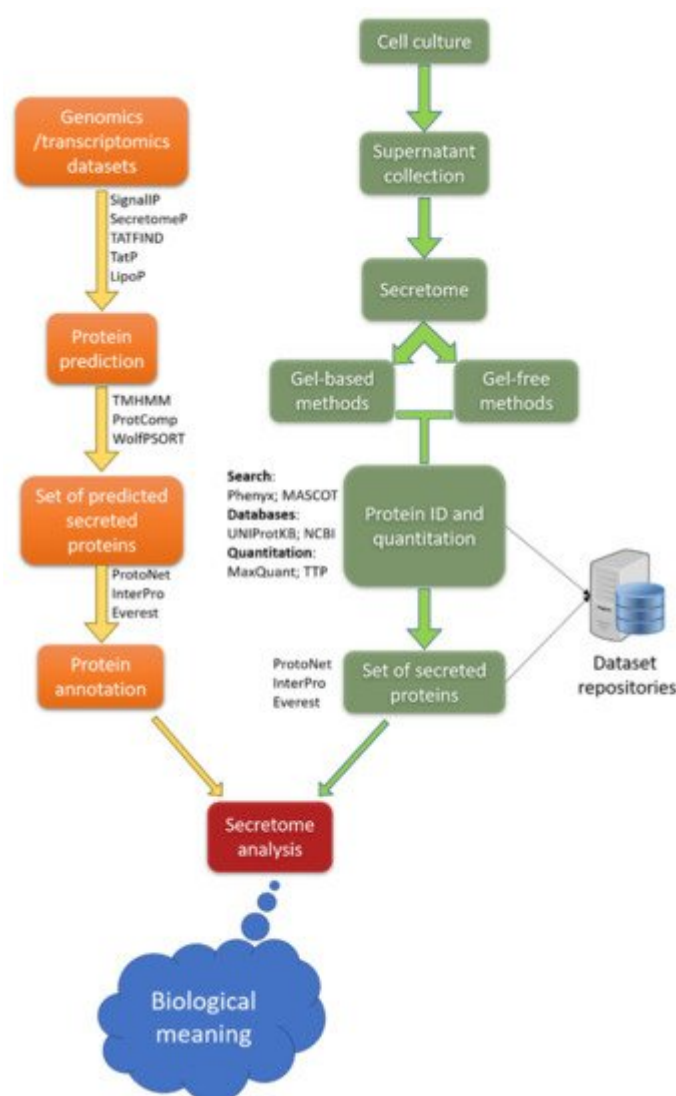 Cell culture
Genomics
/transcriptomics
datasets
Supernatant
collection
SignalIP
SecretomeP
TATFIND
TatP
LipoP
Secretome
Protein
prediction
Gel-based
methods
Gel-free
methods
TMHMM
ProtComp
WolfPSORT
Set of predicted
secreted
proteins
Search:
Phenyx; MASCOT
Databases:
UNIProtKB; NCBI
Quantitation:
MaxQuant; TTP
Protein ID and
quantitation
ProtoNet
InterPro
Everest
Dataset
repositories
Protein
annotation
ProtoNet
InterPro
Everest
Set of secreted
proteins
Secretome
analysis
Biological
meaning